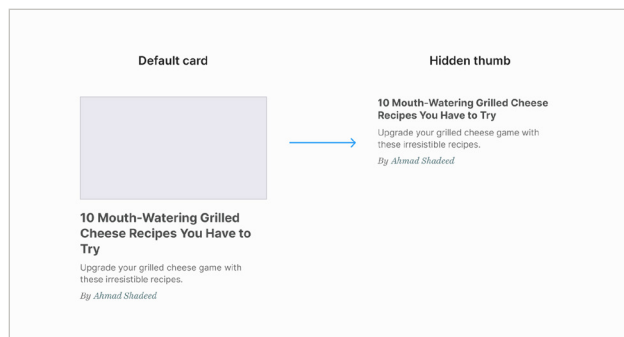 Default card
10 Mouth-Watering Grilled
Cheese Recipes You Have to
Try
Upgrade your grilled cheese game with
these irresistible recipes.
By Ahmad Shadeed
Hidden thumb
10 Mouth-Watering Grilled Cheese
Recipes You Have to Try
Upgrade your grilled cheese game with
these irresistible recipes.
By Ahmad Shadeed